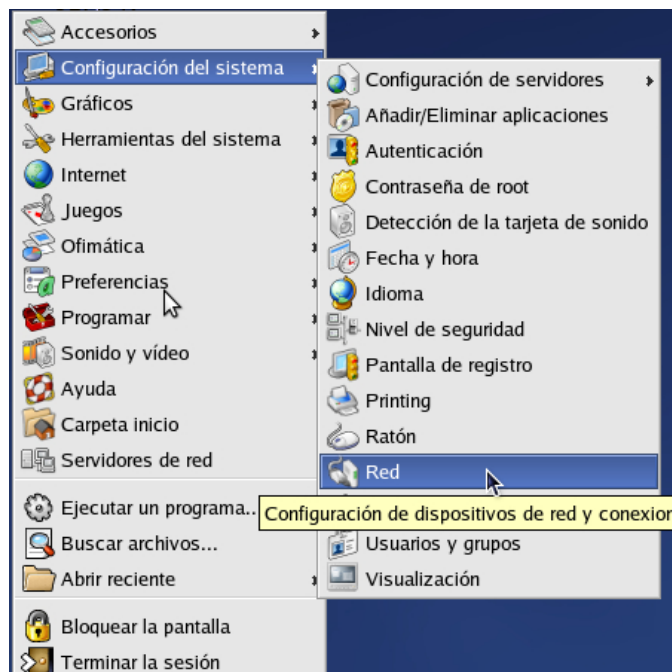 Accesorios
Configuración del sistema
Gráficos
Herramientas del sistema
Internet
Juegos
Ofimática
Preferencias
Programar
Sonido y vídeo
Ayuda
Carpeta inicio
Servidores de red
Ejecutar un programa...
Buscar archivos...
Abrir reciente
Bloquear la pantalla
Terminar la sesión
Configuración de servidores
Añadir/Eliminar aplicaciones
Autenticación
Contraseña de root
Detección de la tarjeta de sonido
Fecha y hora
Idioma
Nivel de seguridad
Pantalla de registro
Printing
Ratón
Red
Configuración de dispositivos de red y conexion
Usuarios y grupos
Visualización